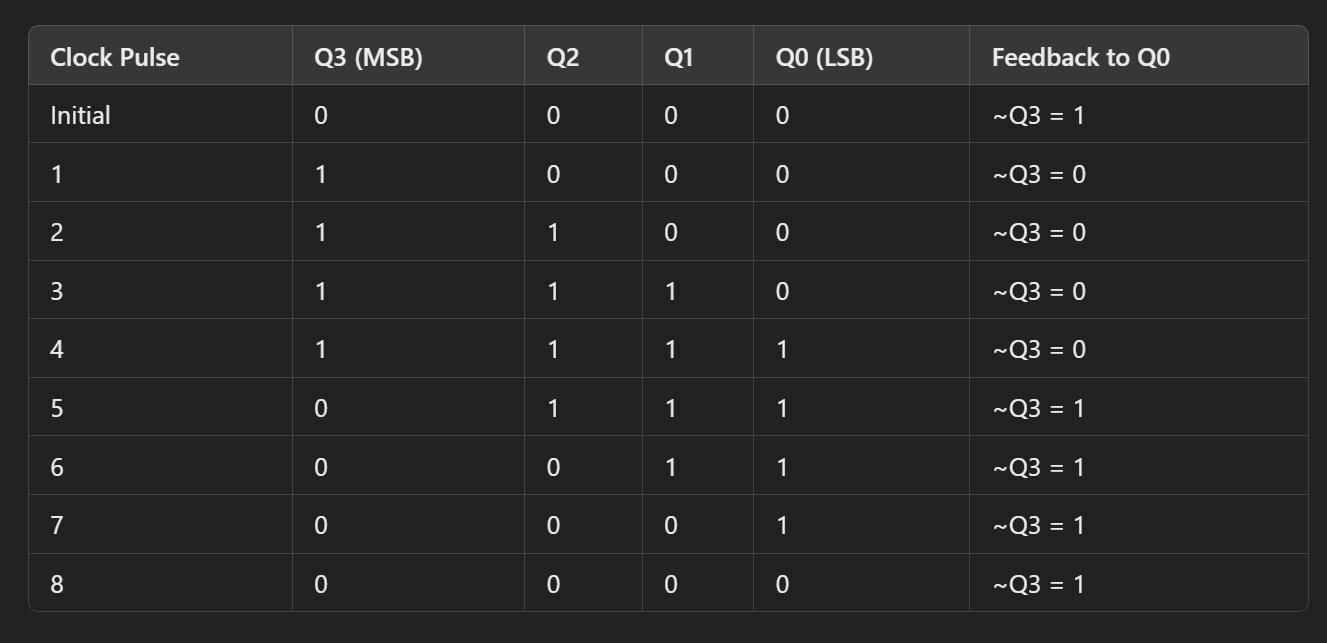 Clock Pulse Q3 (MSB) Q2 Q1 Q0 (LSB) Feedback to Q0
Initial 0 0 0 0 ~Q3 = 1
1 1 0 0 0 ~Q3 = 0
2 1 1 0 0 ~Q3 = 0
3 1 1 1 0 ~Q3 = 0
4 1 1 1 1 ~Q3 = 0
5 0 1 1 1 ~Q3 = 1
6 0 0 1 1 ~Q3 = 1
7 0 0 0 1 ~Q3 = 1
8 0 0 0 0 ~Q3 = 1